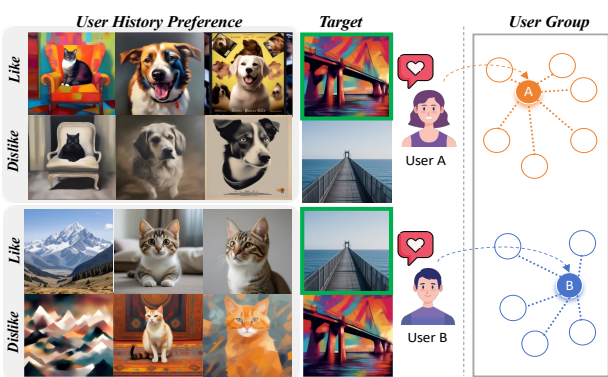 User History Preference
Target
User Group
Like
Dislike
User A
A
Like
Dislike
User B
B